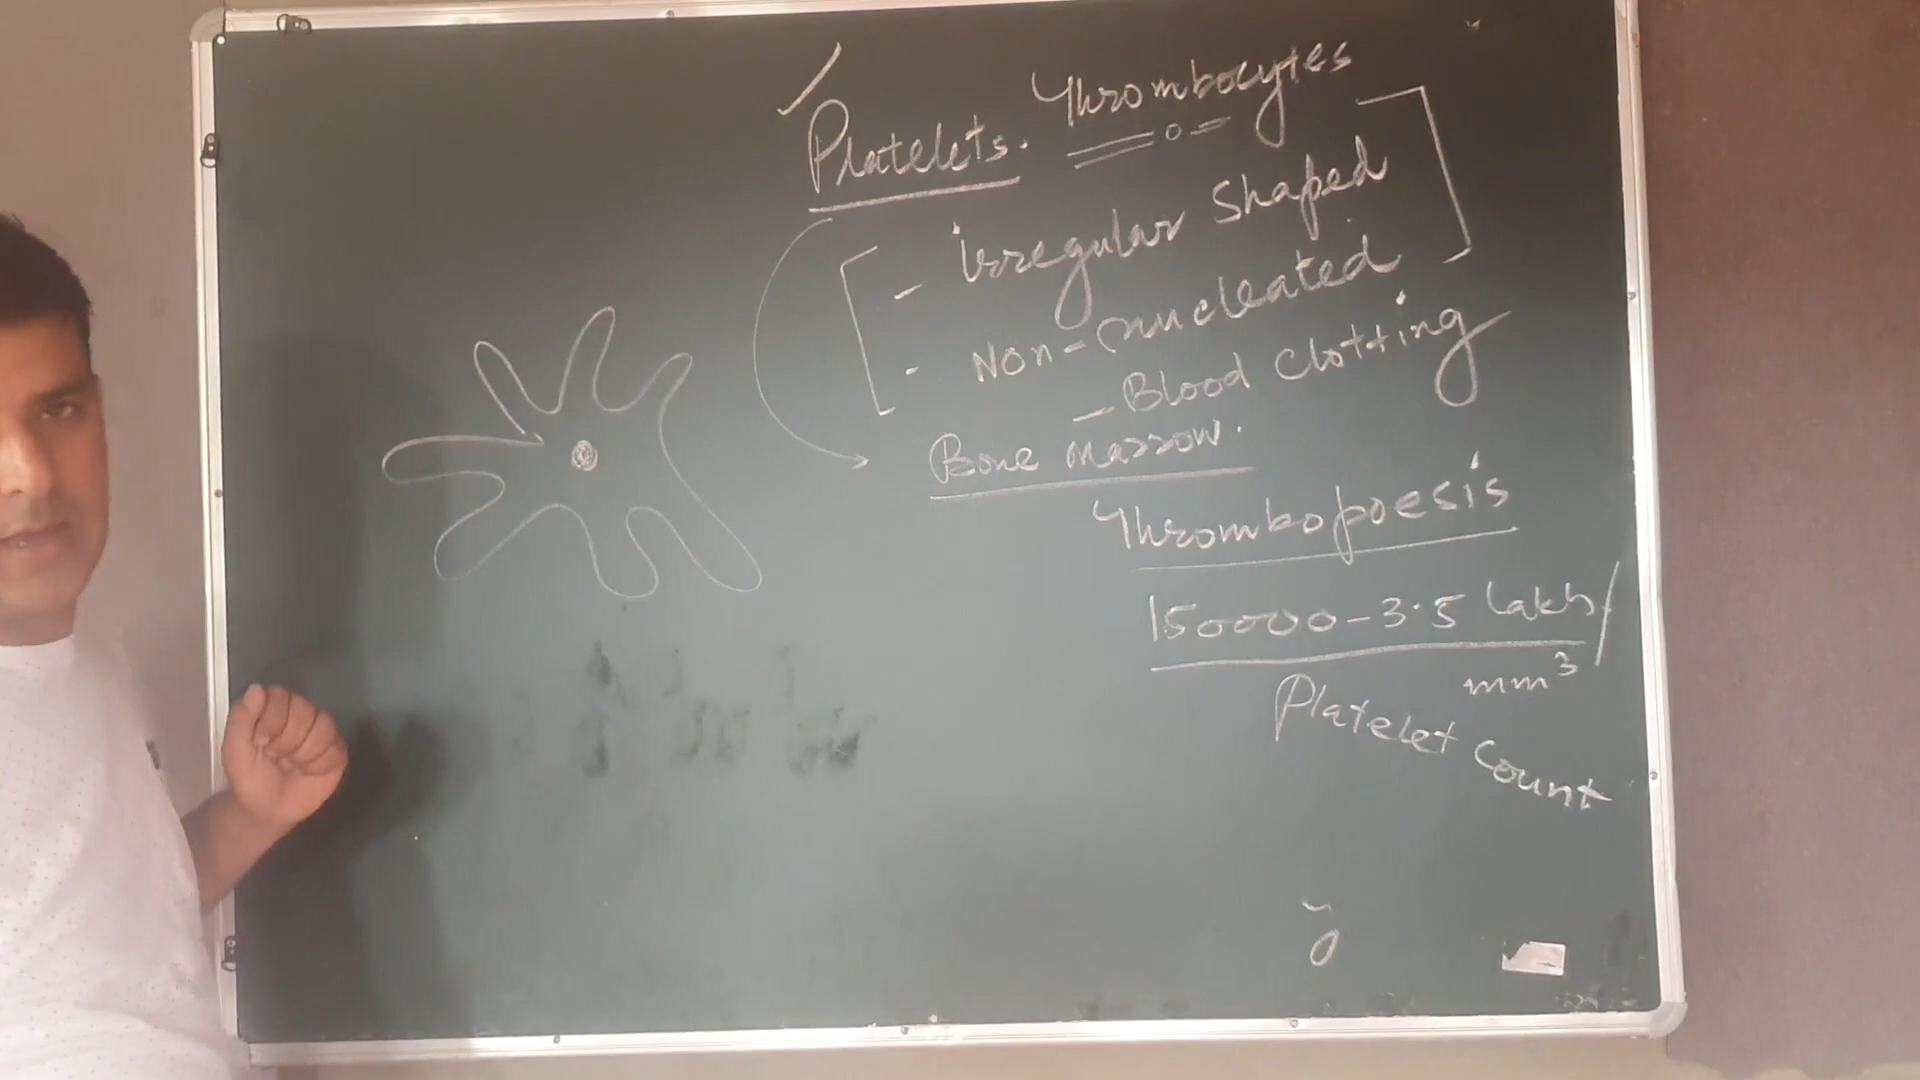 Platelets. Thrombocytes
- irregular Shaped
- Non-nucleated
- Blood Clotting
Bone Marrow.
Thrombopoesis
150000-3.5 Lakh/
mm3
Platelet Count